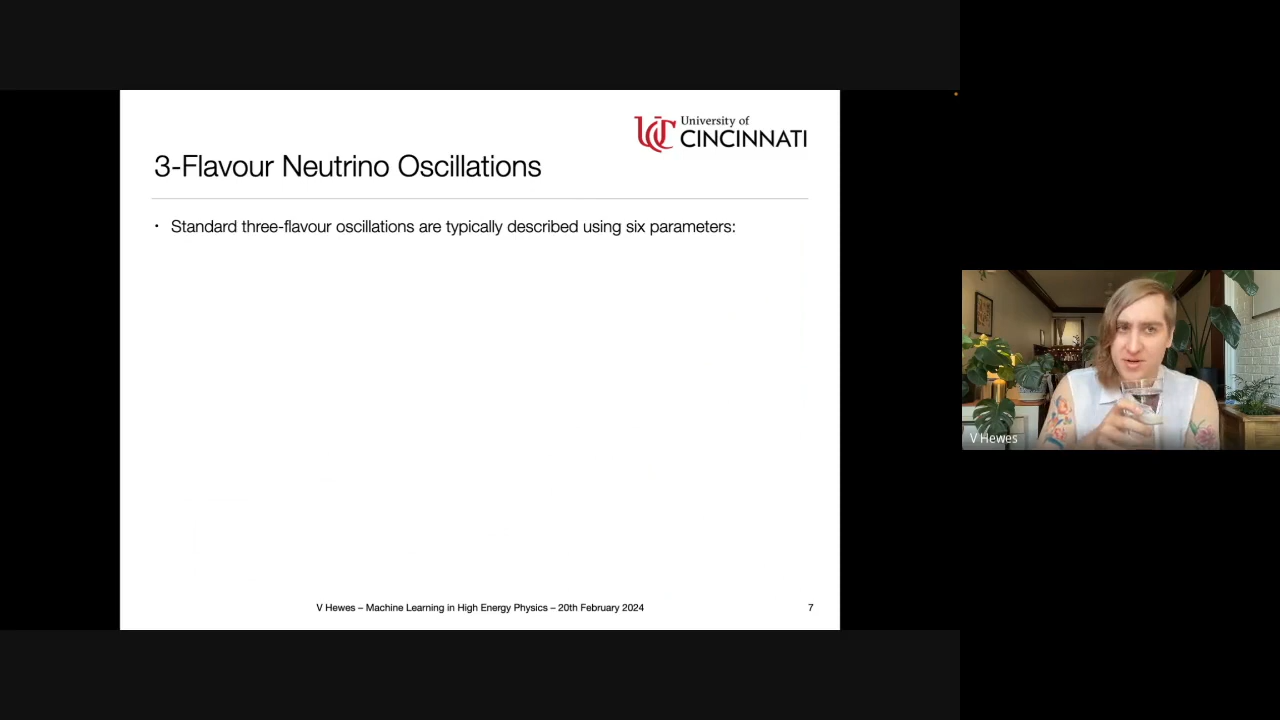 University of
CINCINNATI
3-Flavour Neutrino Oscillations
• Standard three-flavour oscillations are typically described using six parameters:
V Hewes
V Hewes – Machine Learning in High Energy Physics – 20th February 2024
7